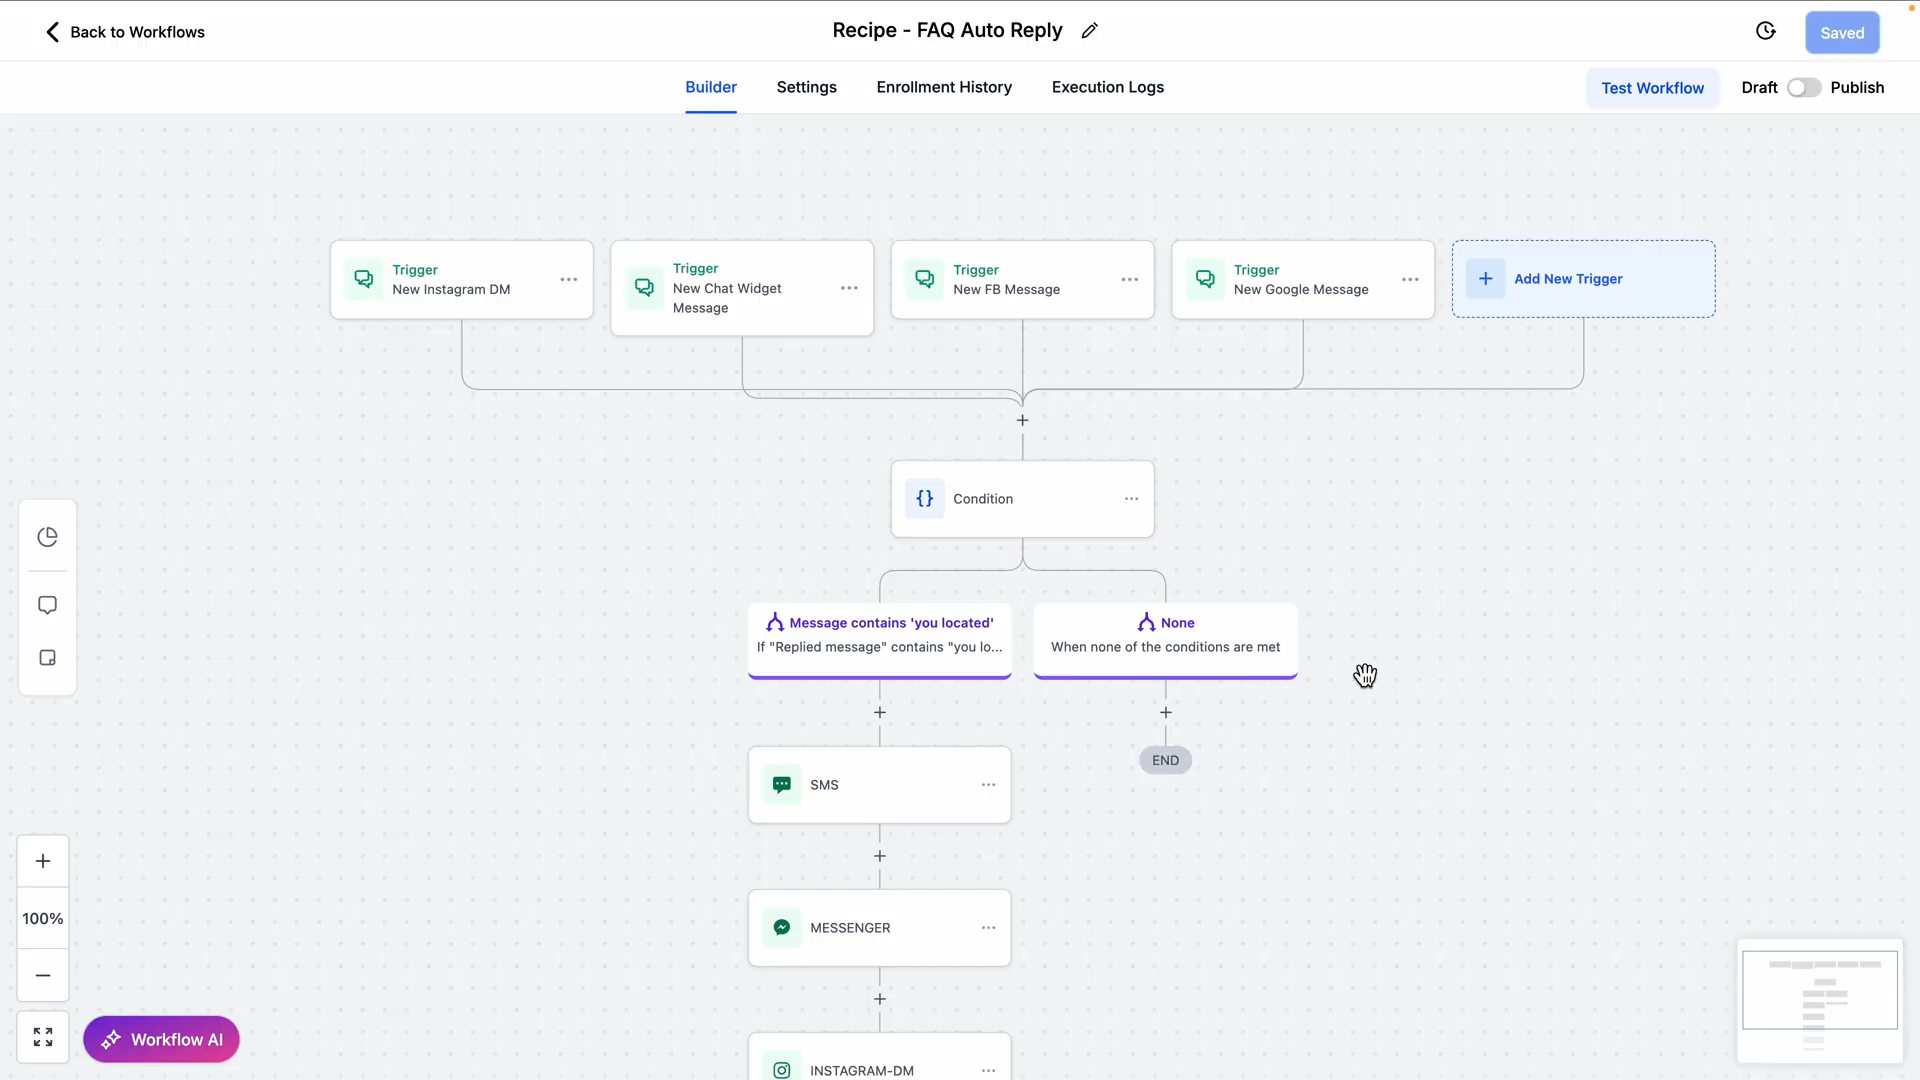 Back to Workflows
Recipe - FAQ Auto Reply
Saved
Builder
Settings
Enrollment History
Execution Logs
Test Workflow
Draft
Publish
Trigger
New Instagram DM
Trigger
New Chat Widget
Message
Trigger
New FB Message
Trigger
New Google Message
Add New Trigger
{} Condition
Message contains 'you located'
If "Replied message" contains "you lo...
None
When none of the conditions are met
END
SMS
MESSENGER
INSTAGRAM-DM
100%
Workflow AI